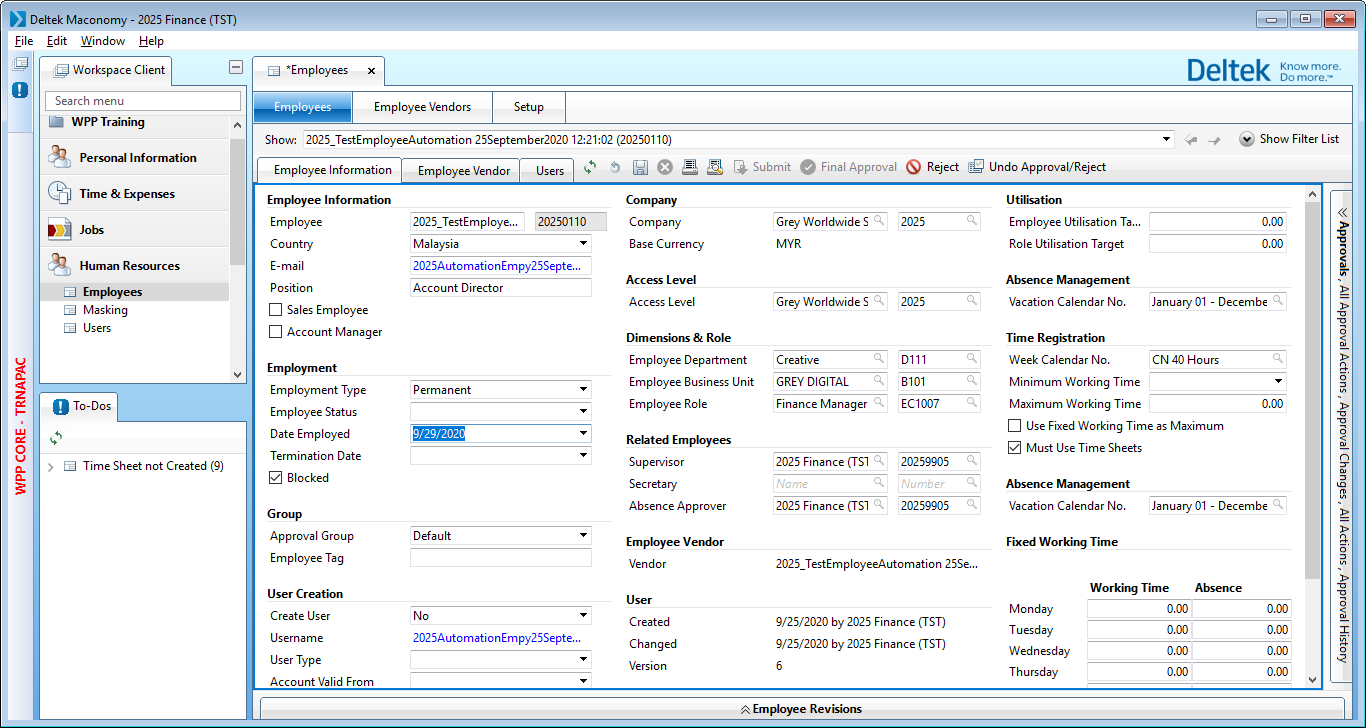 Deltek Maconomy - 2025 Finance (TST)
File Edit Window Help
Workspace Client
*Employees
Deltek Know more. Do more.™
Search menu
WPP Training
Personal Information
Time & Expenses
Jobs
Human Resources
Employees
Masking
Users
WPP CORE - TRNAPAC
To-Dos
Time Sheet not Created (9)
Employees Employee Vendors Setup
Show: 2025_TestEmployeeAutomation 25September2020 12:21:02 (20250110) Show Filter List
Employee Information Employee Vendor Users Submit Final Approval Reject Undo Approval/Reject
Employee Information
Employee 2025_TestEmploye... 20250110
Country Malaysia
E-mail 2025AutomationEmpy25Septe...
Position Account Director
Sales Employee
Account Manager
Employment
Employment Type Permanent
Employee Status
Date Employed 9/29/2020
Termination Date
Blocked
Group
Approval Group Default
Employee Tag
User Creation
Create User No
Username 2025AutomationEmpy25Septe...
User Type
Account Valid From
Company
Company Grey Worldwide S 2025
Base Currency MYR
Access Level
Access Level Grey Worldwide S 2025
Dimensions & Role
Employee Department Creative D111
Employee Business Unit GREY DIGITAL B101
Employee Role Finance Manager EC1007
Related Employees
Supervisor 2025 Finance (TST 20259905
Secretary Name Number
Absence Approver 2025 Finance (TST 20259905
Employee Vendor
Vendor 2025_TestEmployeeAutomation 25Se...
User
Created 9/25/2020 by 2025 Finance (TST)
Changed 9/25/2020 by 2025 Finance (TST)
Version 6
Utilisation
Employee Utilisation Ta... 0.00
Role Utilisation Target 0.00
Absence Management
Vacation Calendar No. January 01 - Decembe
Time Registration
Week Calendar No. CN 40 Hours
Minimum Working Time
Maximum Working Time 0.00
Use Fixed Working Time as Maximum
Must Use Time Sheets
Absence Management
Vacation Calendar No. January 01 - Decembe
Fixed Working Time
Working Time Absence
Monday 0.00 0.00
Tuesday 0.00 0.00
Wednesday 0.00 0.00
Thursday 0.00 0.00
Approvals , All Approval Actions , Approval Changes , All Actions , Approval History
Employee Revisions